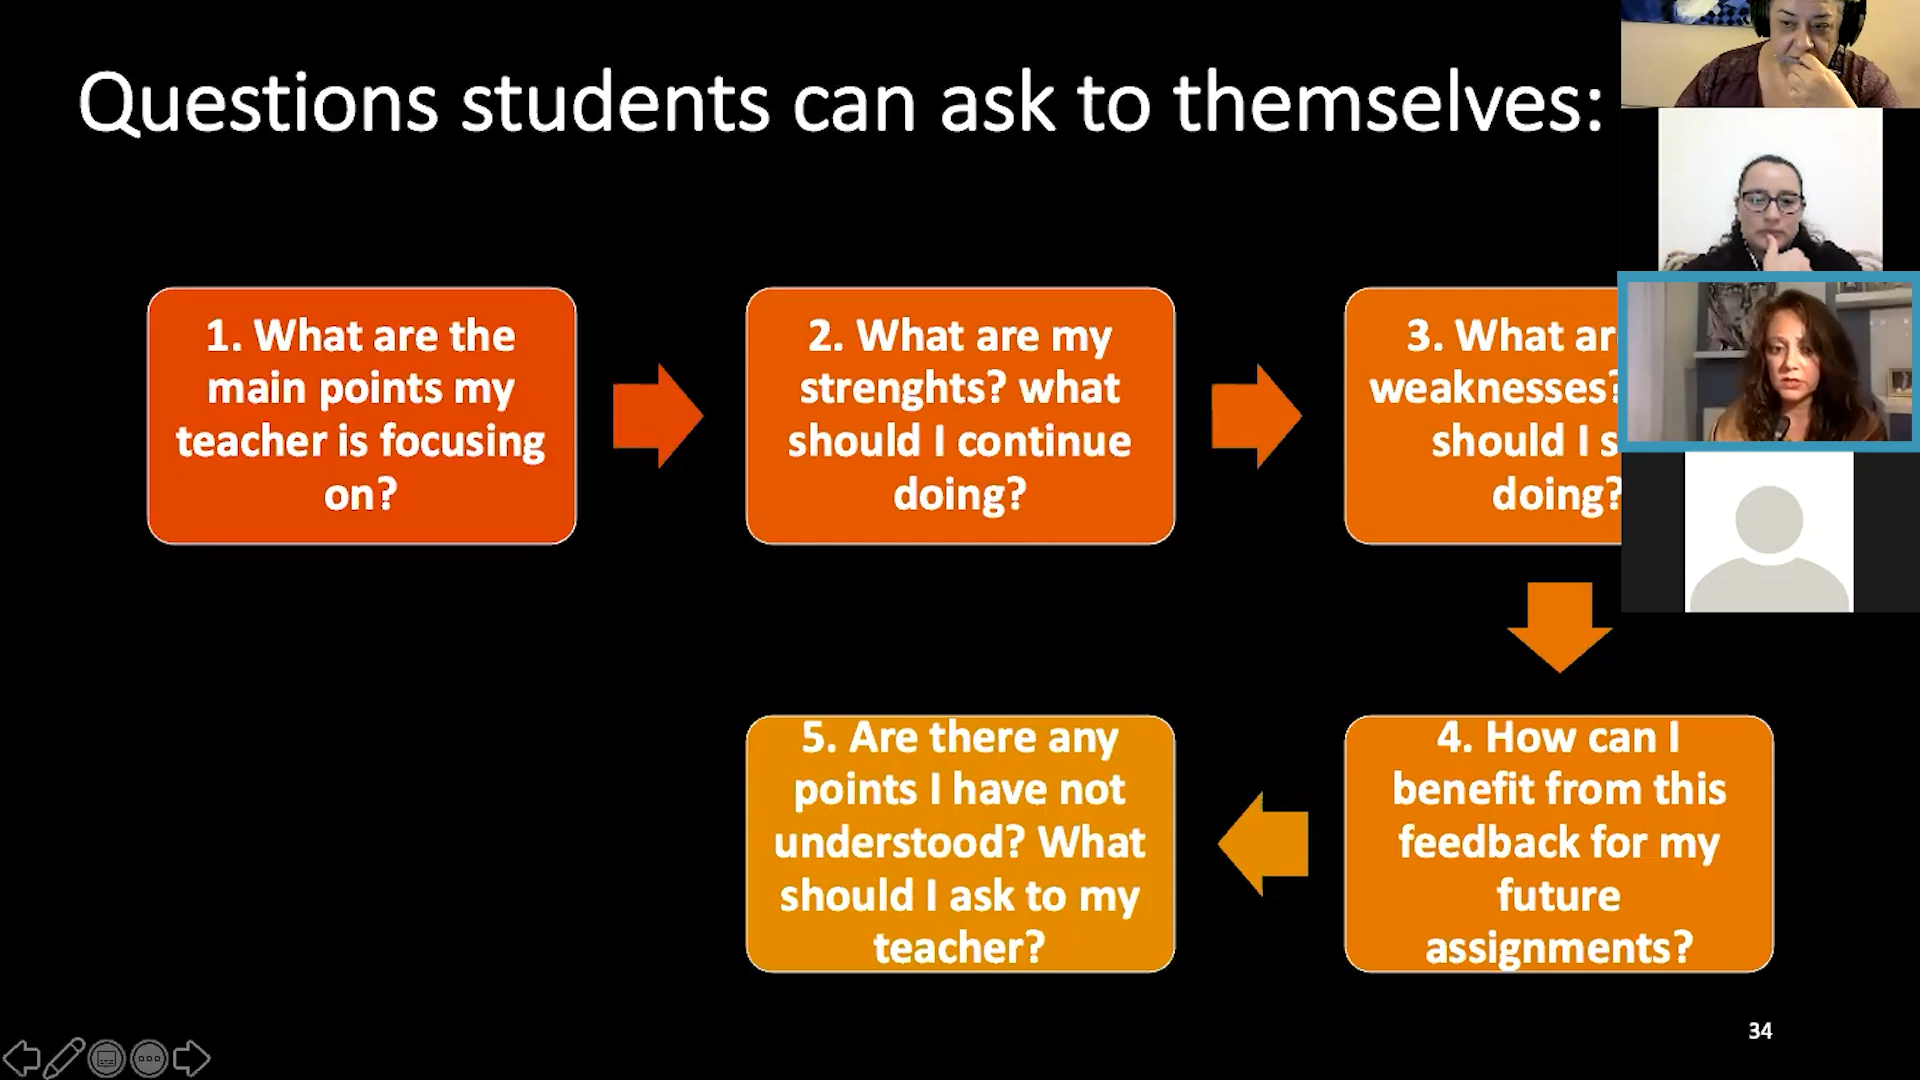 Questions students can ask to themselves:
1. What are the
main points my
teacher is focusing
on?
2. What are my
strenghts? what
should I continue
doing?
3. What
weaknesses?
should I
doing?
4. How can I
benefit from this
feedback for my
future
assignments?
5. Are there any
points I have not
understood? What
should I ask to my
teacher?
34